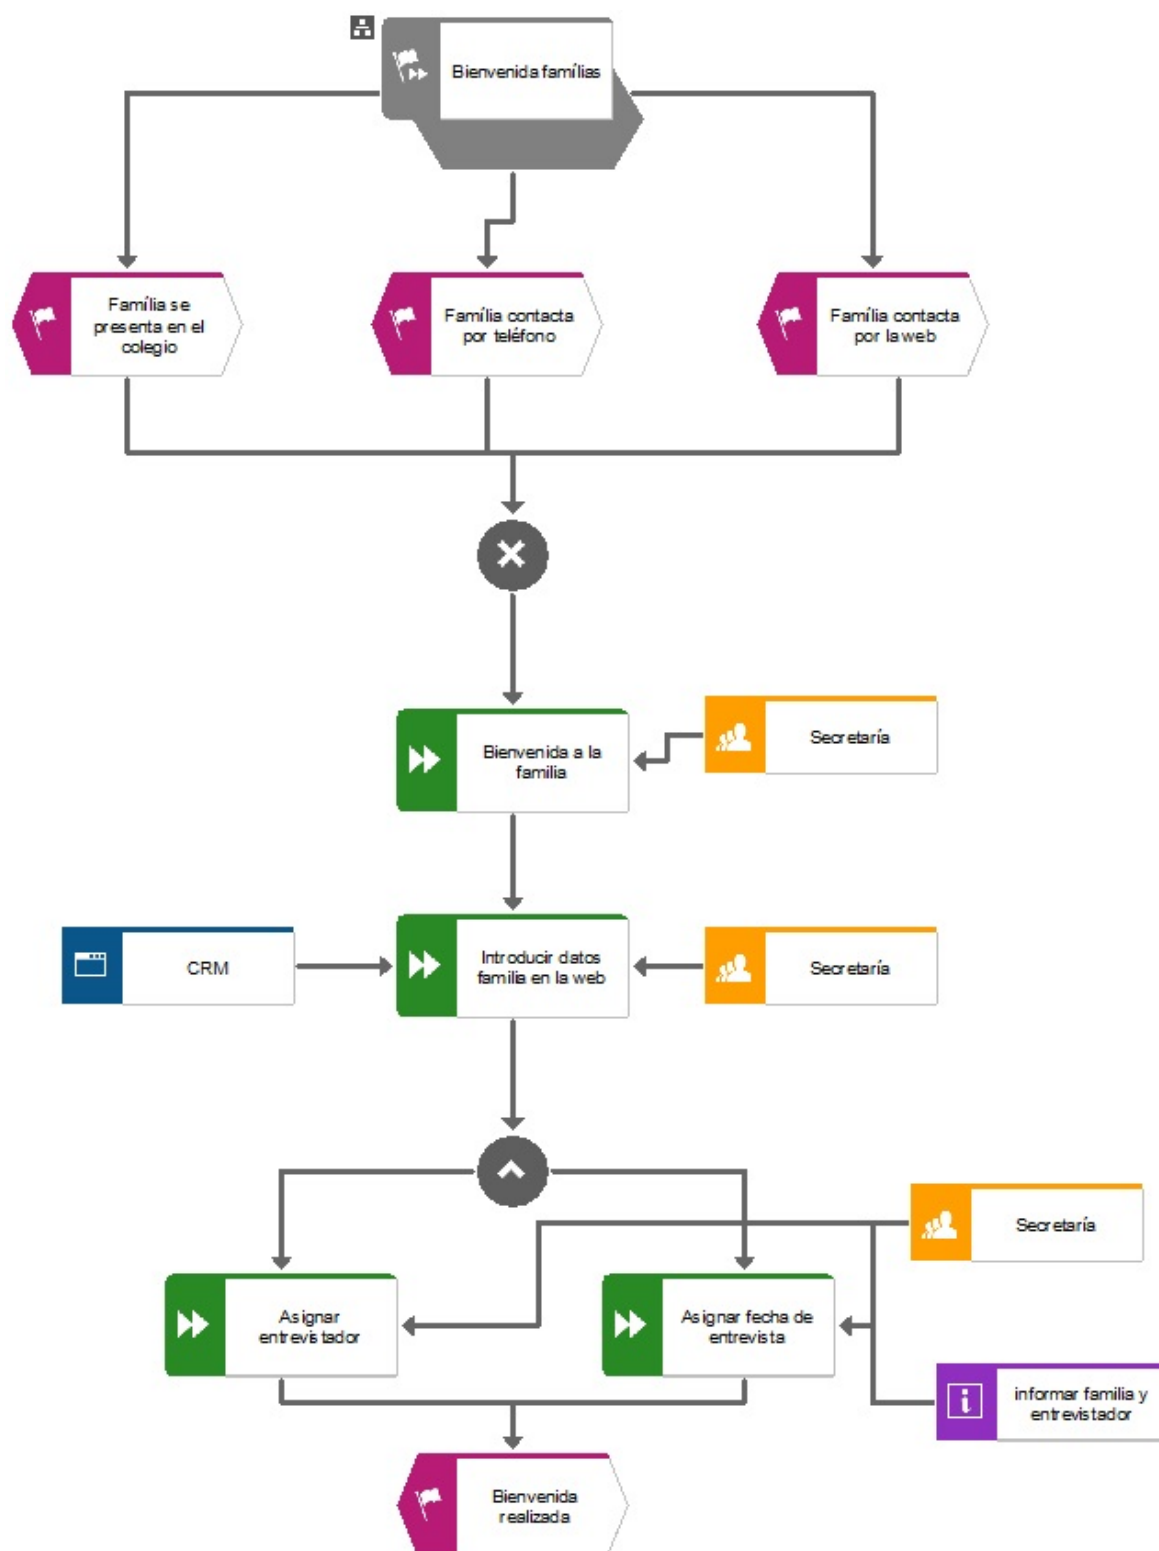 Bienvenida famílias
Família se
presenta en el
colegio
Família contacta
por teléfono
Família contacta
por la web
Bienvenida a la
familia
Secretaría
CRM
Introducir datos
familia en la web
Secretaría
Secretaría
Asignar
entrevistador
Asignar fecha de
entrevista
informar familia y
entrevistador
Bienvenida
realizada